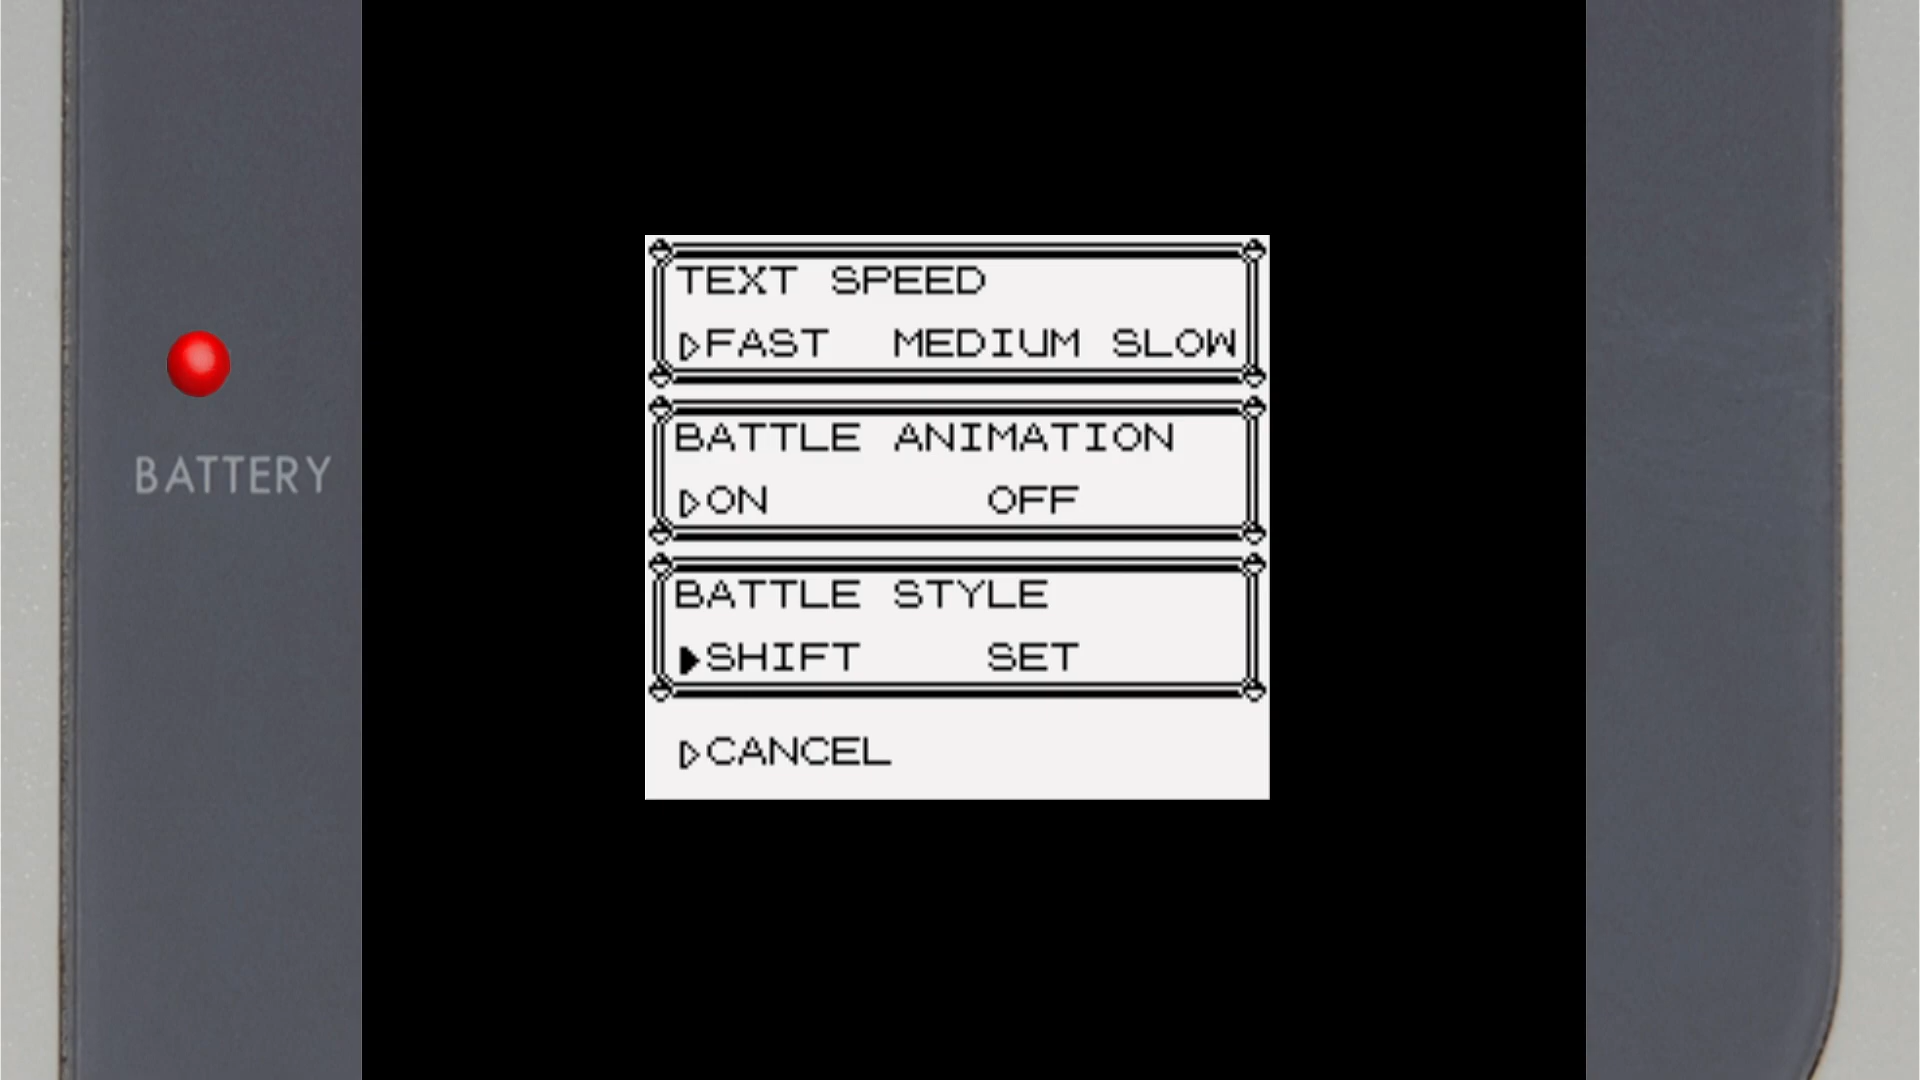 TEXT SPEED
▷FAST MEDIUM SLOW
BATTLE ANIMATION
▷ON OFF
BATTERY
BATTLE STYLE
▶SHIFT SET
▷CANCEL